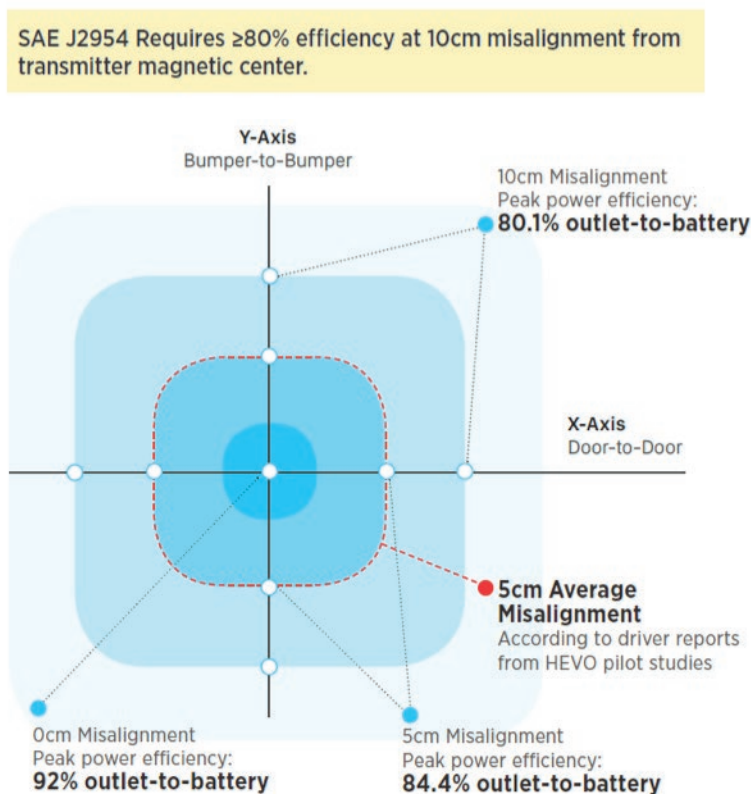 SAE J2954 Requires ≥80% efficiency at 10cm misalignment from
transmitter magnetic center.
Y-Axis
Bumper-to-Bumper
10cm Misalignment
Peak power efficiency:
80.1% outlet-to-battery
X-Axis
Door-to-Door
5cm Average
Misalignment
According to driver reports
from HEVO pilot studies
0cm Misalignment
Peak power efficiency:
92% outlet-to-battery
5cm Misalignment
Peak power efficiency:
84.4% outlet-to-battery